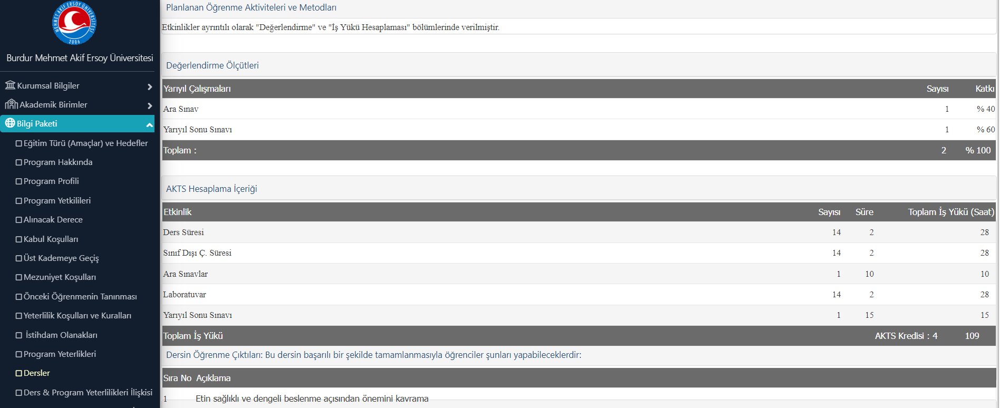 MEHMET AKİF ERSOY ÜNİVERSİTESİ
2006
Burdur Mehmet Akif Ersoy Üniversitesi
Kurumsal Bilgiler
Akademik Birimler
Bilgi Paketi
Eğitim Türü (Amaçlar) ve Hedefler
Program Hakkında
Program Profili
Program Yetkilileri
Alınacak Derece
Kabul Koşulları
Üst Kademeye Geçiş
Mezuniyet Koşulları
Önceki Öğrenmenin Tanınması
Yeterlilik Koşulları ve Kuralları
İstihdam Olanakları
Program Yeterlikleri
Dersler
Ders & Program Yeterlilikleri İlişkisi
Planlanan Öğrenme Aktiviteleri ve Metodları
Etkinlikler ayrıntılı olarak "Değerlendirme" ve "İş Yükü Hesaplaması" bölümlerinde verilmiştir.
Değerlendirme Ölçütleri
Yarıyıl Çalışmaları Sayısı Katkı
Ara Sınav 1 % 40
Yarıyıl Sonu Sınavı 1 % 60
Toplam : 2 % 100
AKTS Hesaplama İçeriği
Etkinlik Sayısı Süre Toplam İş Yükü (Saat)
Ders Süresi 14 2 28
Sınıf Dışı Ç. Süresi 14 2 28
Ara Sınavlar 1 10 10
Laboratuvar 14 2 28
Yarıyıl Sonu Sınavı 1 15 15
Toplam İş Yükü AKTS Kredisi : 4 109
Dersin Öğrenme Çıktıları: Bu dersin başarılı bir şekilde tamamlanmasıyla öğrenciler şunları yapabileceklerdir:
Sıra No Açıklama
1 Etin sağlıklı ve dengeli beslenme açısından önemini kavrama